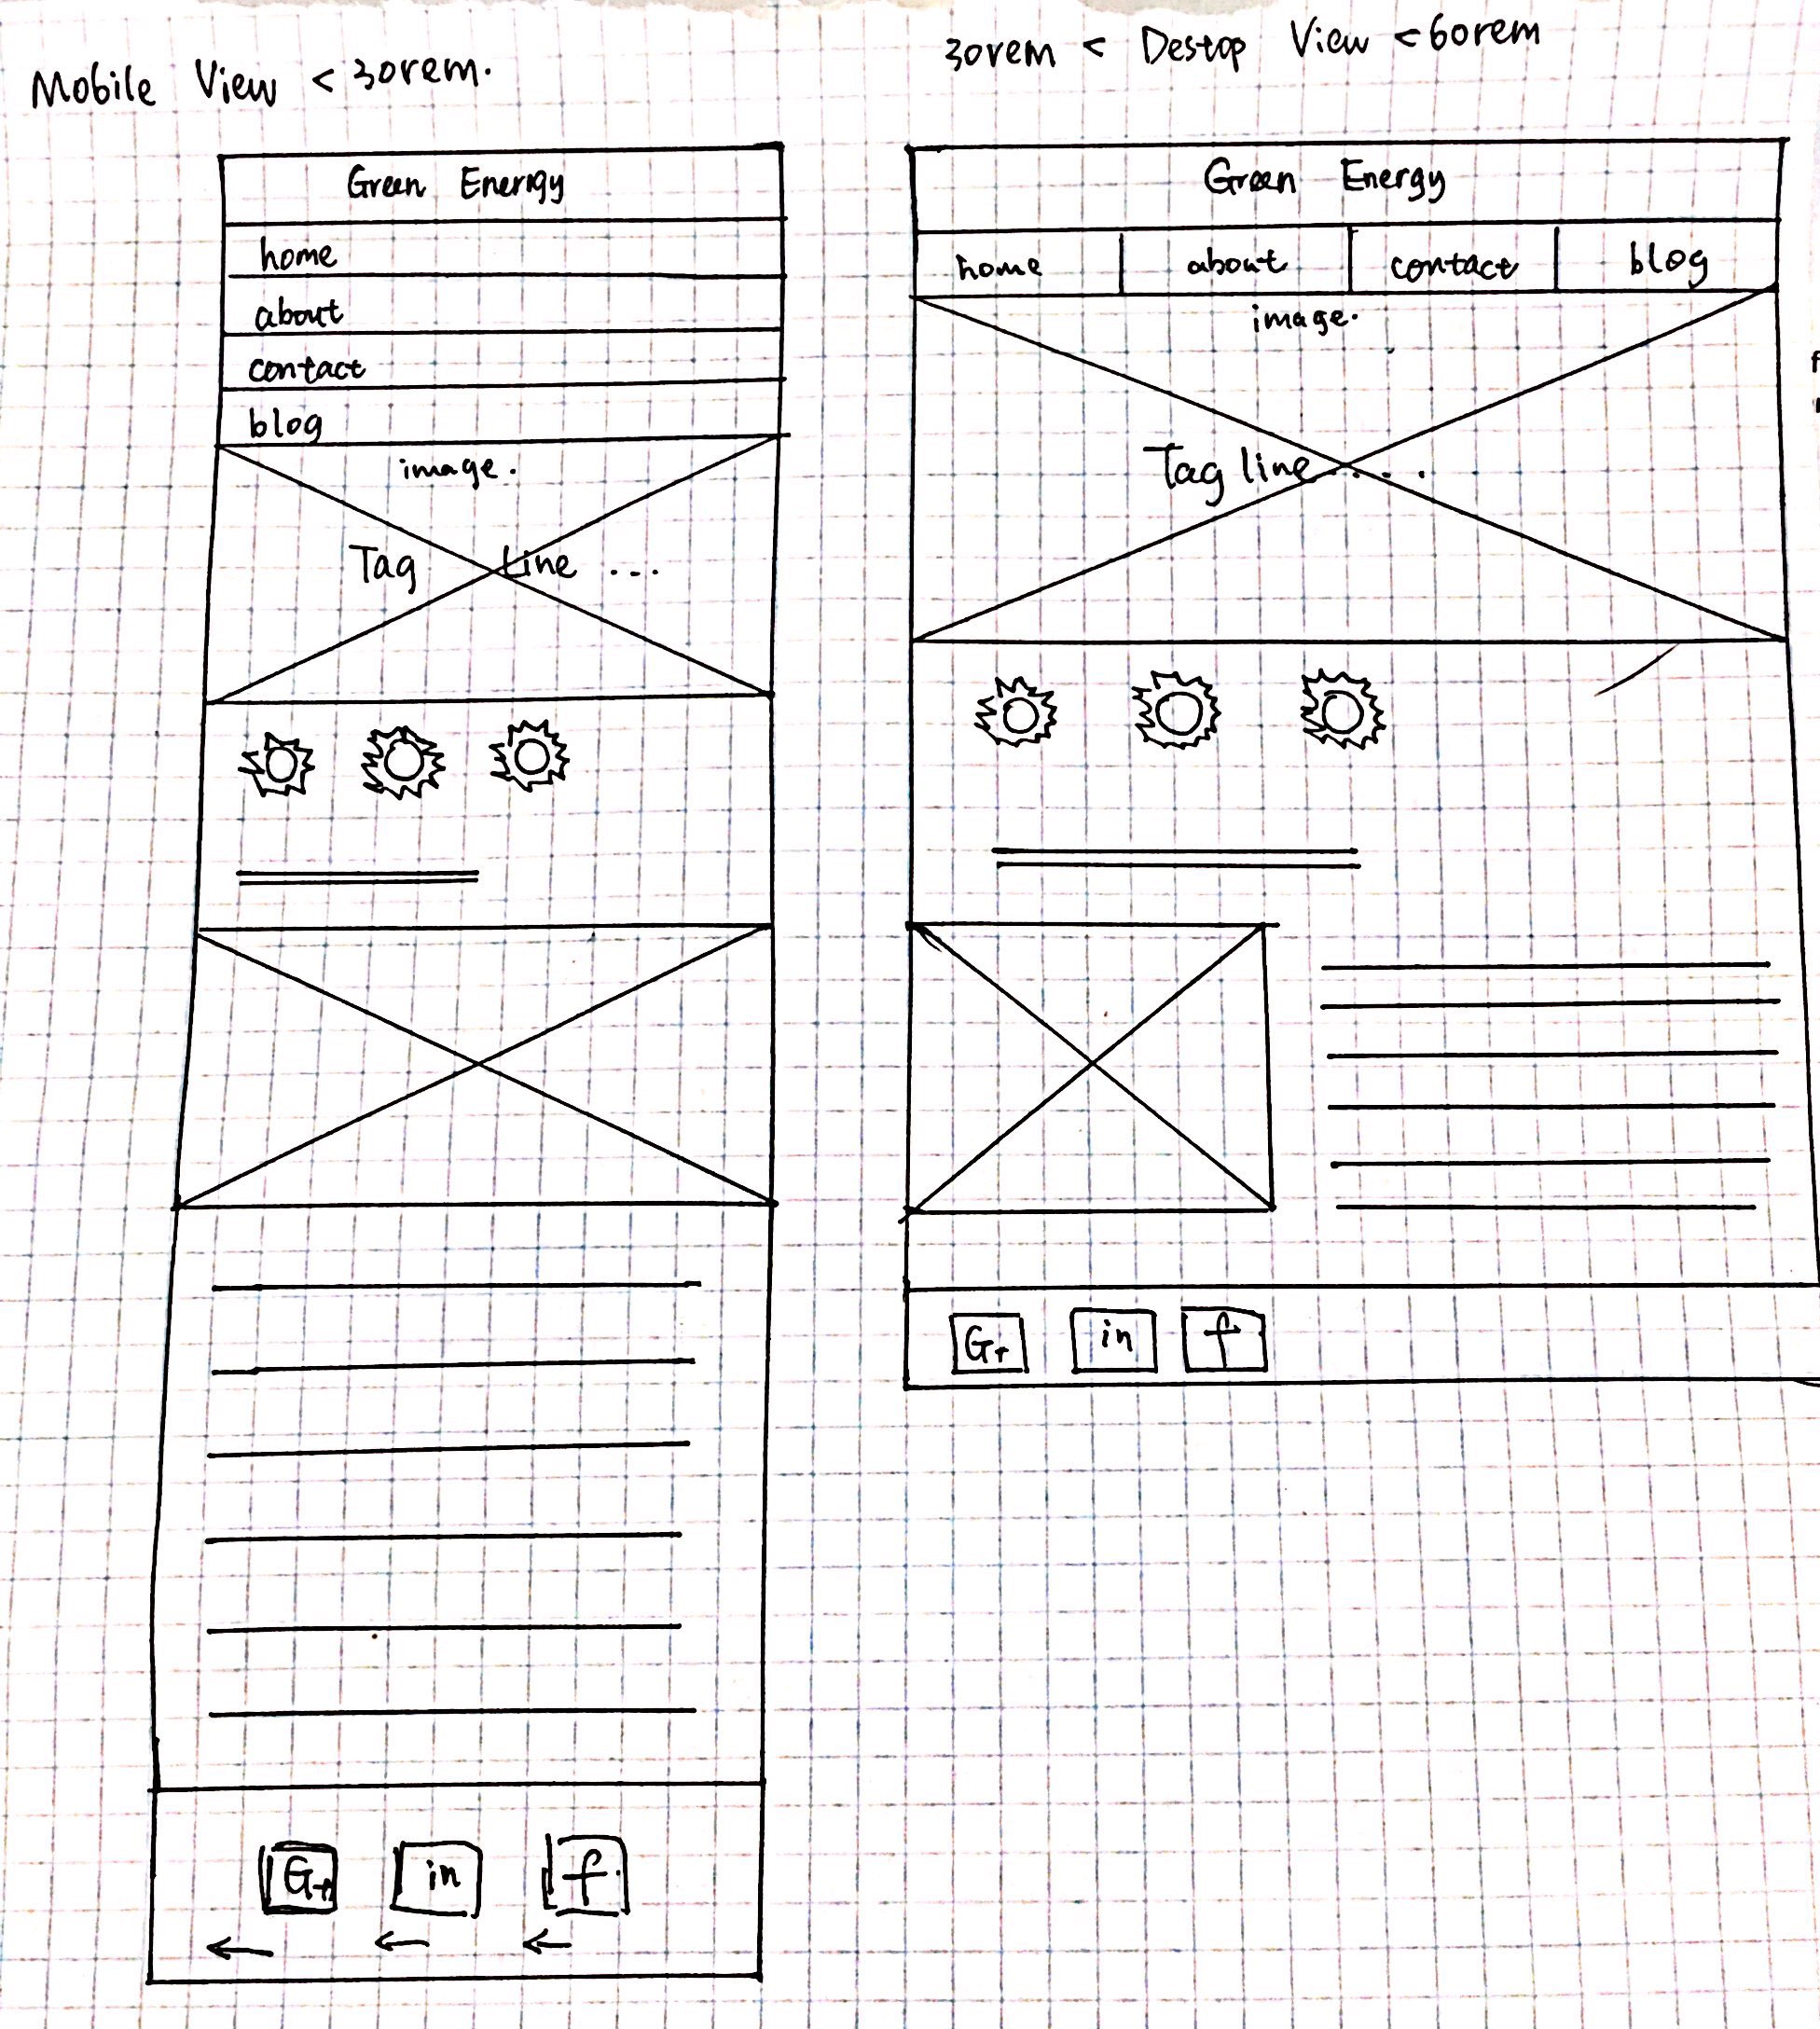 Mobile View < 30rem.
Green Enerigy
home
about
contact
blog
image.
Tag Line ...
G+ in f
30rem < Destop View < 60rem
Green Energy
home about contact blog
image.
Tag line . . . .
G+ in f